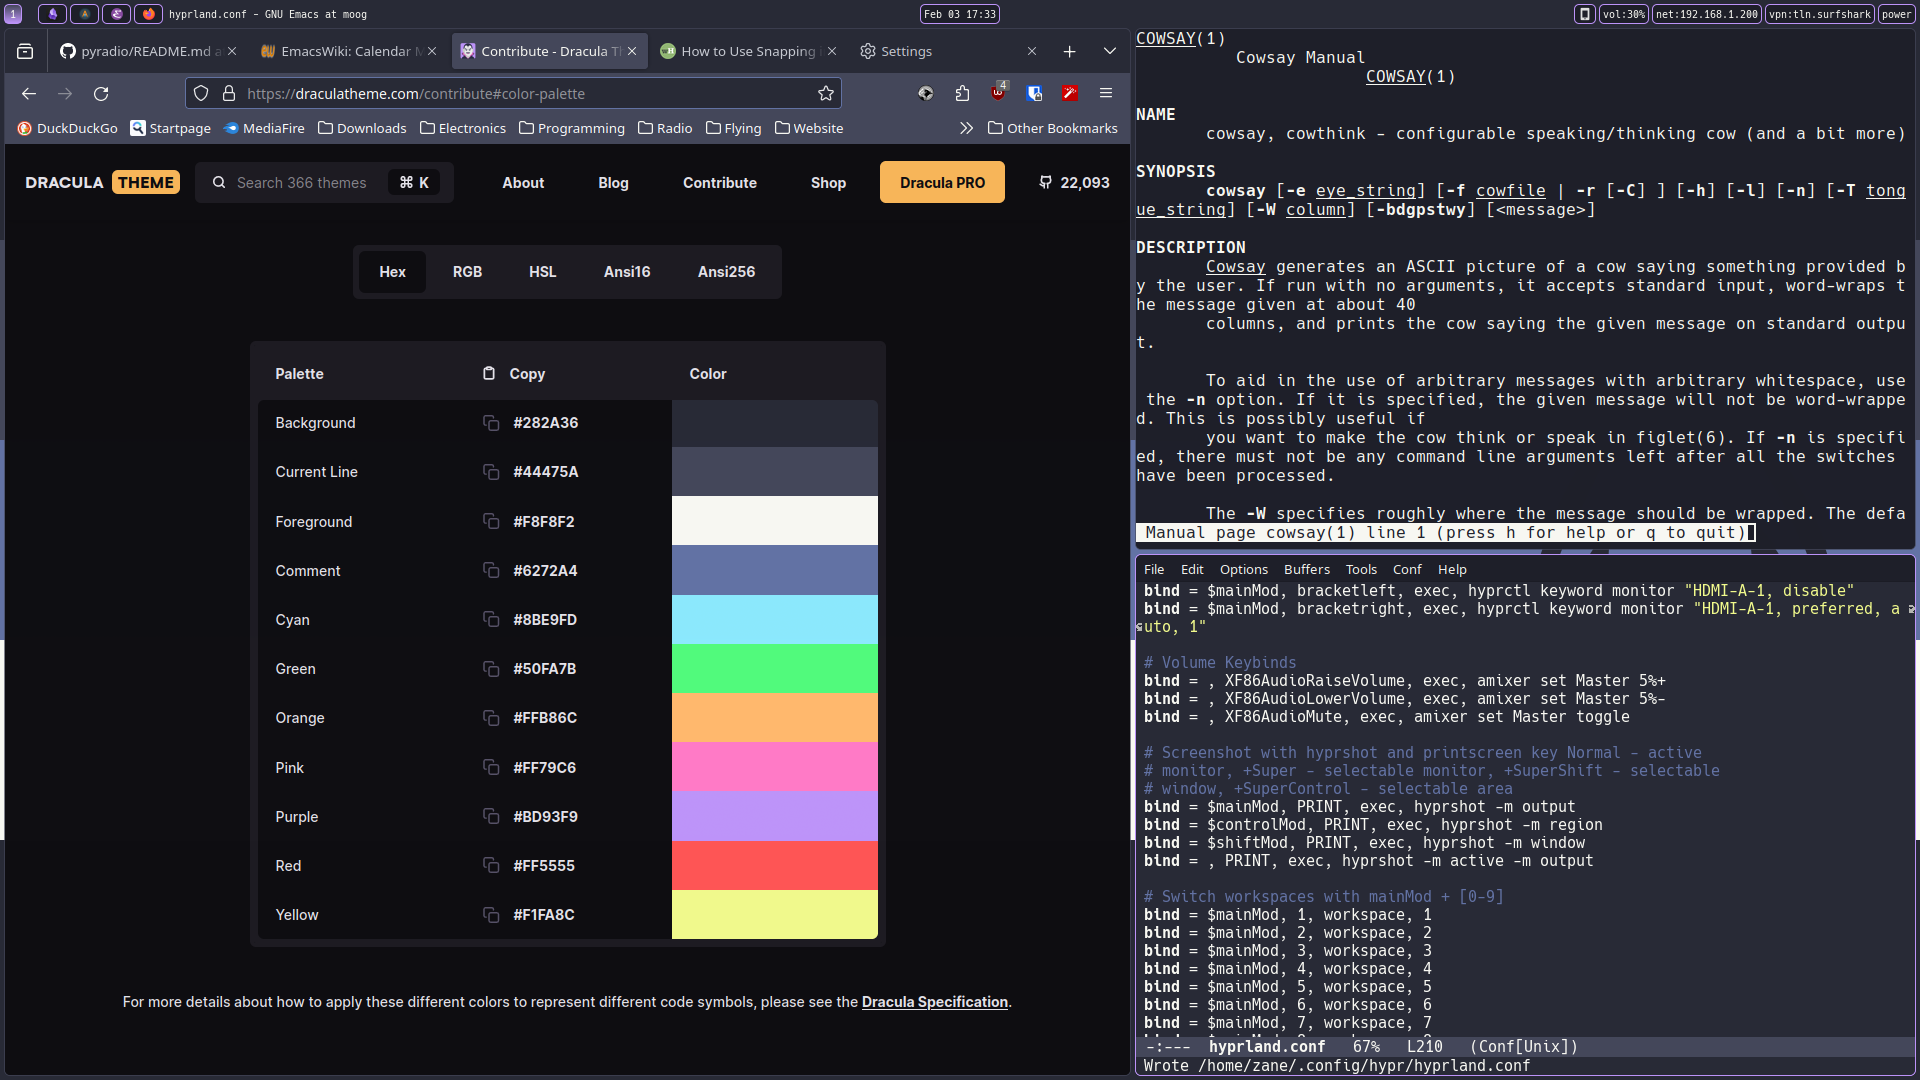 1
hyprland.conf - GNU Emacs at moog
Feb 03 17:33
vol:30%
net:192.168.1.200
vpn:tln.surfshark
power
pyradio/README.md a
EmacsWiki: Calendar M
Contribute - Dracula T
How to Use Snapping
Settings
https://draculatheme.com/contribute#color-palette
4
DuckDuckGo
Startpage
MediaFire
Downloads
Electronics
Programming
Radio
Flying
Website
Other Bookmarks
DRACULA THEME
Search 366 themes
⌘ K
About
Blog
Contribute
Shop
Dracula PRO
22,093
Hex
RGB
HSL
Ansi16
Ansi256
Palette Copy Color
Background #282A36
Current Line #44475A
Foreground #F8F8F2
Comment #6272A4
Cyan #8BE9FD
Green #50FA7B
Orange #FFB86C
Pink #FF79C6
Purple #BD93F9
Red #FF5555
Yellow #F1FA8C
For more details about how to apply these different colors to represent different code symbols, please see the Dracula Specification.
COWSAY(1)
Cowsay Manual
COWSAY(1)
NAME
cowsay, cowthink - configurable speaking/thinking cow (and a bit more)
SYNOPSIS
cowsay [-e eye_string] [-f cowfile | -r [-C] ] [-h] [-l] [-n] [-T tong
ue_string] [-W column] [-bdgpstwy] [<message>]
DESCRIPTION
Cowsay generates an ASCII picture of a cow saying something provided b
y the user. If run with no arguments, it accepts standard input, word-wraps t
he message given at about 40
columns, and prints the cow saying the given message on standard outpu
t.
To aid in the use of arbitrary messages with arbitrary whitespace, use
the -n option. If it is specified, the given message will not be word-wrappe
d. This is possibly useful if
you want to make the cow think or speak in figlet(6). If -n is specifi
ed, there must not be any command line arguments left after all the switches
have been processed.
The -W specifies roughly where the message should be wrapped. The defa
Manual page cowsay(1) line 1 (press h for help or q to quit)
File Edit Options Buffers Tools Conf Help
bind = $mainMod, bracketleft, exec, hyprctl keyword monitor "HDMI-A-1, disable"
bind = $mainMod, bracketright, exec, hyprctl keyword monitor "HDMI-A-1, preferred, a
uto, 1"
# Volume Keybinds
bind = , XF86AudioRaiseVolume, exec, amixer set Master 5%+
bind = , XF86AudioLowerVolume, exec, amixer set Master 5%-
bind = , XF86AudioMute, exec, amixer set Master toggle
# Screenshot with hyprshot and printscreen key Normal - active
# monitor, +Super - selectable monitor, +SuperShift - selectable
# window, +SuperControl - selectable area
bind = $mainMod, PRINT, exec, hyprshot -m output
bind = $controlMod, PRINT, exec, hyprshot -m region
bind = $shiftMod, PRINT, exec, hyprshot -m window
bind = , PRINT, exec, hyprshot -m active -m output
# Switch workspaces with mainMod + [0-9]
bind = $mainMod, 1, workspace, 1
bind = $mainMod, 2, workspace, 2
bind = $mainMod, 3, workspace, 3
bind = $mainMod, 4, workspace, 4
bind = $mainMod, 5, workspace, 5
bind = $mainMod, 6, workspace, 6
bind = $mainMod, 7, workspace, 7
-:--- hyprland.conf 67% L210 (Conf[Unix])
Wrote /home/zane/.config/hypr/hyprland.conf